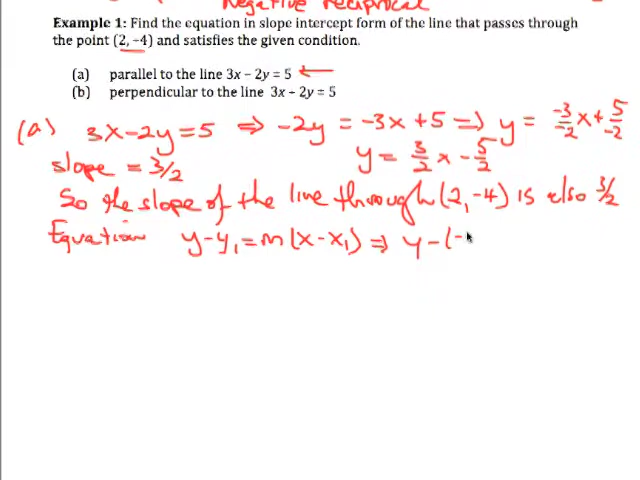 Negative reciprical
Example 1: Find the equation in slope intercept form of the line that passes through
the point (2, –4) and satisfies the given condition.
(a) parallel to the line 3x – 2y = 5 ←
(b) perpendicular to the line 3x – 2y = 5
(a) 3x-2y=5 ⇒ -2y = -3x+5 ⇒ y = -3/-2 x + 5/-2
y = 3/2 x - 5/2
slope = 3/2
So the slope of the line through (2, -4) is also 3/2
Equation y-y₁=m(x-x₁) ⇒ y-(-